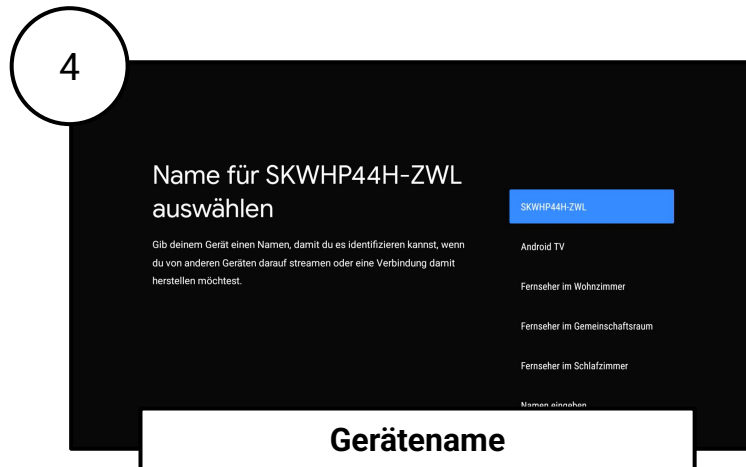 4
Name für SKWHP44H-ZWL
auswählen
Gib deinem Gerät einen Namen, damit du es identifizieren kannst, wenn
du von anderen Geräten darauf streamen oder eine Verbindung damit
herstellen möchtest.
SKWHP44H-ZWL
Android TV
Fernseher im Wohnzimmer
Fernseher im Gemeinschaftsraum
Fernseher im Schlafzimmer
Namen eingeben
Gerätename